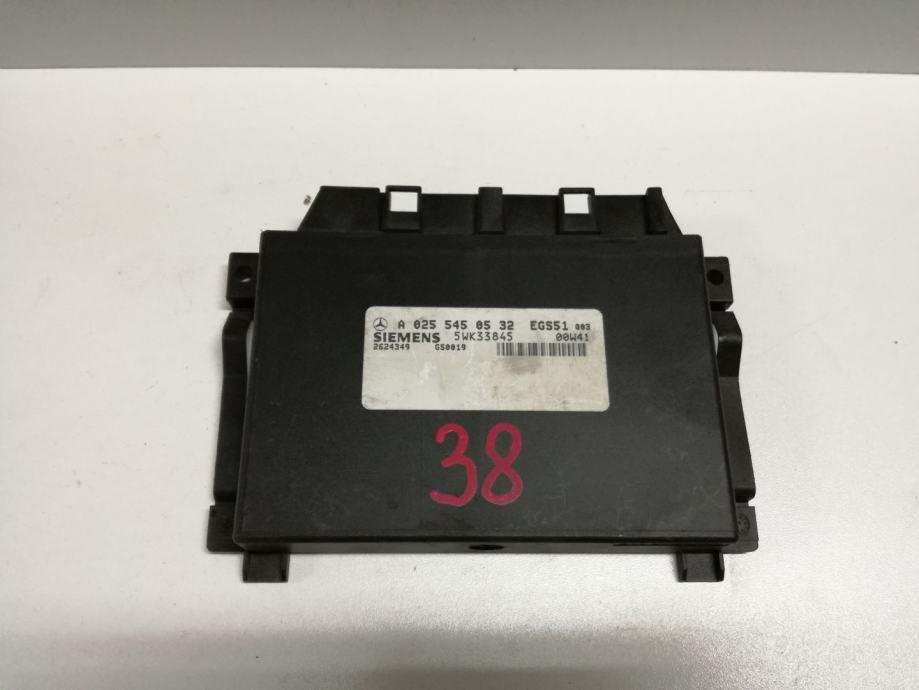 A 025 545 05 32 EGS51 003
SIEMENS 5WK33845 00W41
2624349 GS0019
38